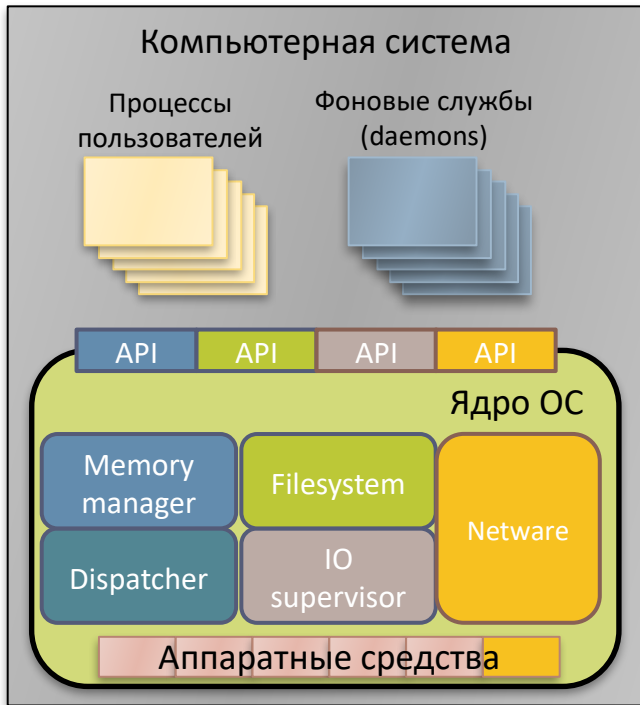 Компьютерная система
Процессы
пользователей
Фоновые службы
(daemons)
API
API
API
API
Ядро ОС
Memory
manager
Filesystem
Netware
Dispatcher
IO
supervisor
Аппаратные средства